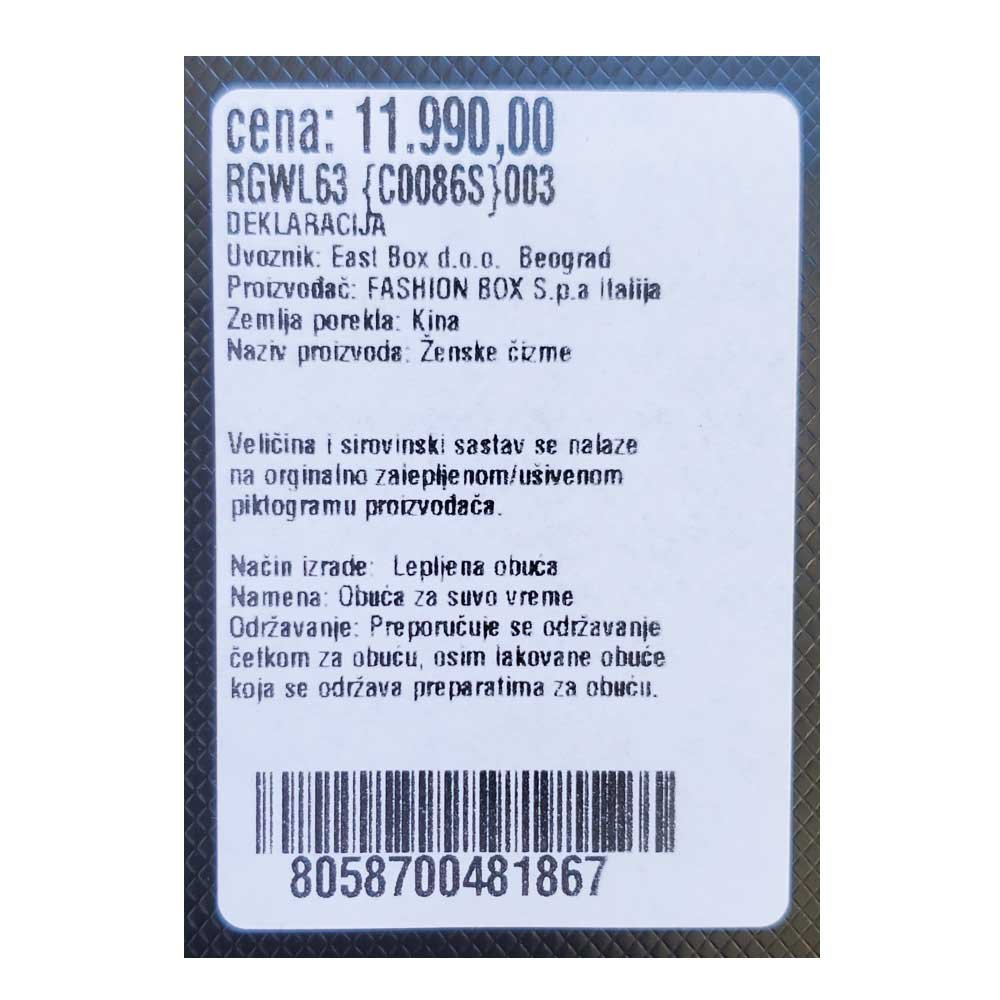 cena: 11.990,00
RGWL63 {C0086S}003
DEKLARACIJA
Uvoznik: East Box d.o.o. Beograd
Proizvođač: FASHION BOX S.p.a Italija
Zemlja porekla: Kina
Naziv proizvoda: Ženske čizme
Veličina i sirovinski sastav se nalaze
na orginalno zalepljenom/ušivenom
piktogramu proizvođača.
Način izrade: Lepljena obuća
Namena: Obuća za suvo vreme
Održavanje: Preporučuje se održavanje
četkom za obuću, osim lakovane obuće
koja se održava preparatima za obuću.
8058700481867